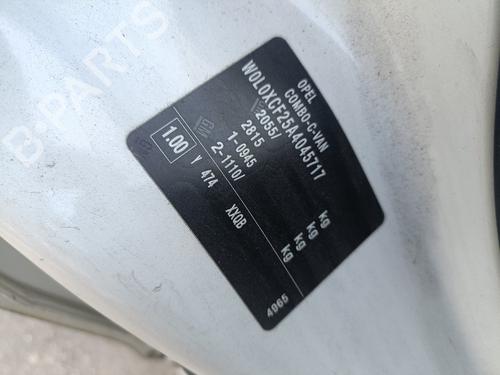 OPEL
COMBO-C-VAN
W0L0XCF25A4045717
2055/ kg
2815 kg
1-0945 kg
2-1110/ kg
1.00 Y 474 XXQB
4965
PARTS